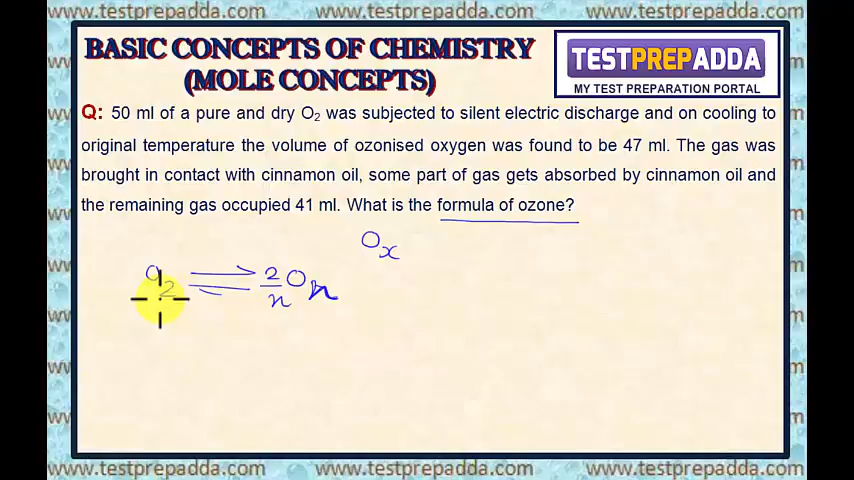 www.testprepadda.com www.testprepadda.com www.testprepadda.com
BASIC CONCEPTS OF CHEMISTRY
(MOLE CONCEPTS)
TESTPREPADDA
MY TEST PREPARATION PORTAL
Q: 50 ml of a pure and dry O₂ was subjected to silent electric discharge and on cooling to
original temperature the volume of ozonised oxygen was found to be 47 ml. The gas was
brought in contact with cinnamon oil, some part of gas gets absorbed by cinnamon oil and
the remaining gas occupied 41 ml. What is the formula of ozone?
Oₓ
O₂ ⇌ 2/n Oₙ
www.testprepadda.com www.testprepadda.com www.testprepadda.com